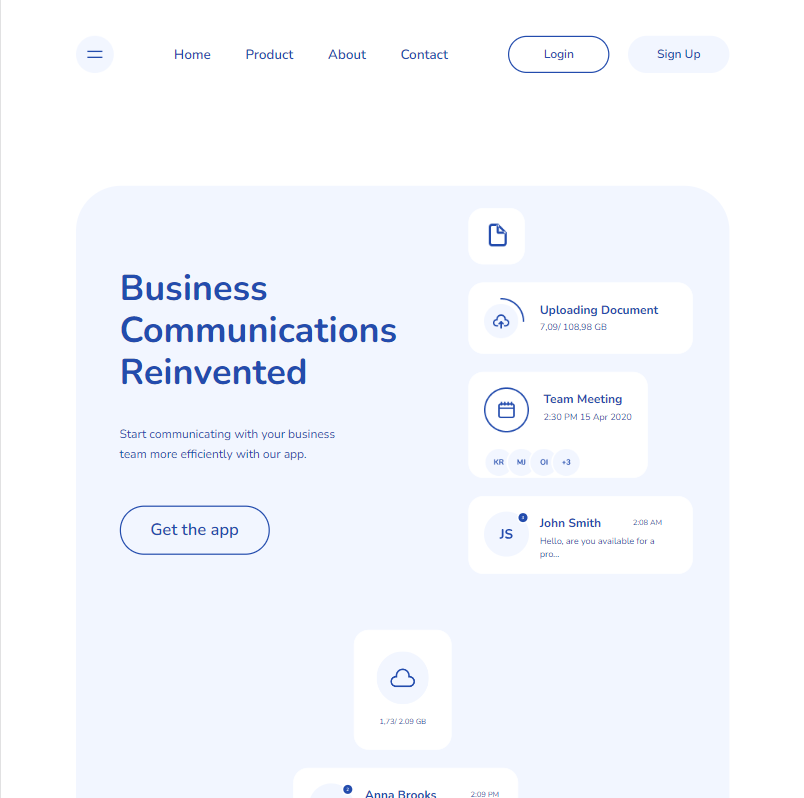 Home Product About Contact Login Sign Up
Business
Communications
Reinvented
Start communicating with your business
team more efficiently with our app.
Get the app
Uploading Document
7,09/ 108,98 GB
Team Meeting
2:30 PM 15 Apr 2020
KR MJ OI +3
JS
John Smith 2:08 AM
Hello, are you available for a
pro...
1,73/ 2.09 GB
Anna Brooks 2:09 PM